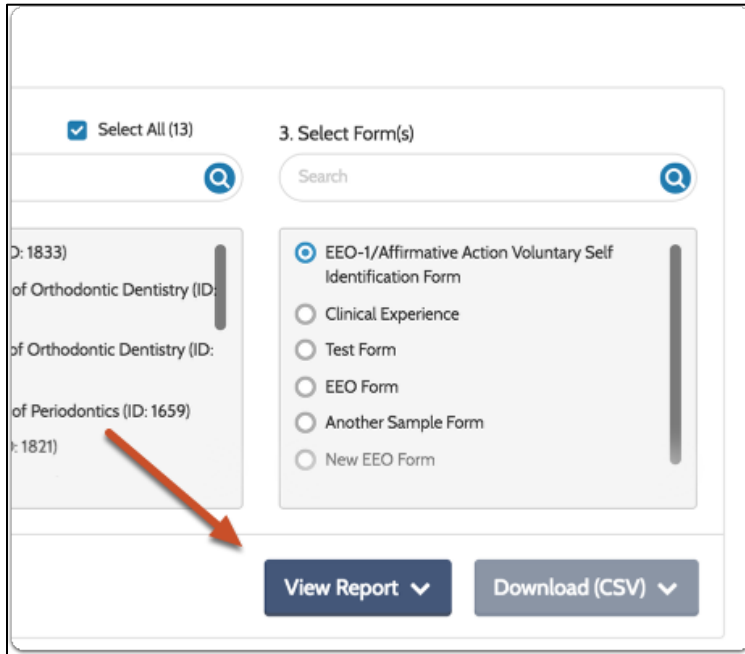 Select All (13)
3. Select Form(s)
Search
D: 1833)
of Orthodontic Dentistry (ID:
of Orthodontic Dentistry (ID:
of Periodontics (ID: 1659)
: 1821)
EEO-1/Affirmative Action Voluntary Self
Identification Form
Clinical Experience
Test Form
EEO Form
Another Sample Form
New EEO Form
View Report
Download (CSV)